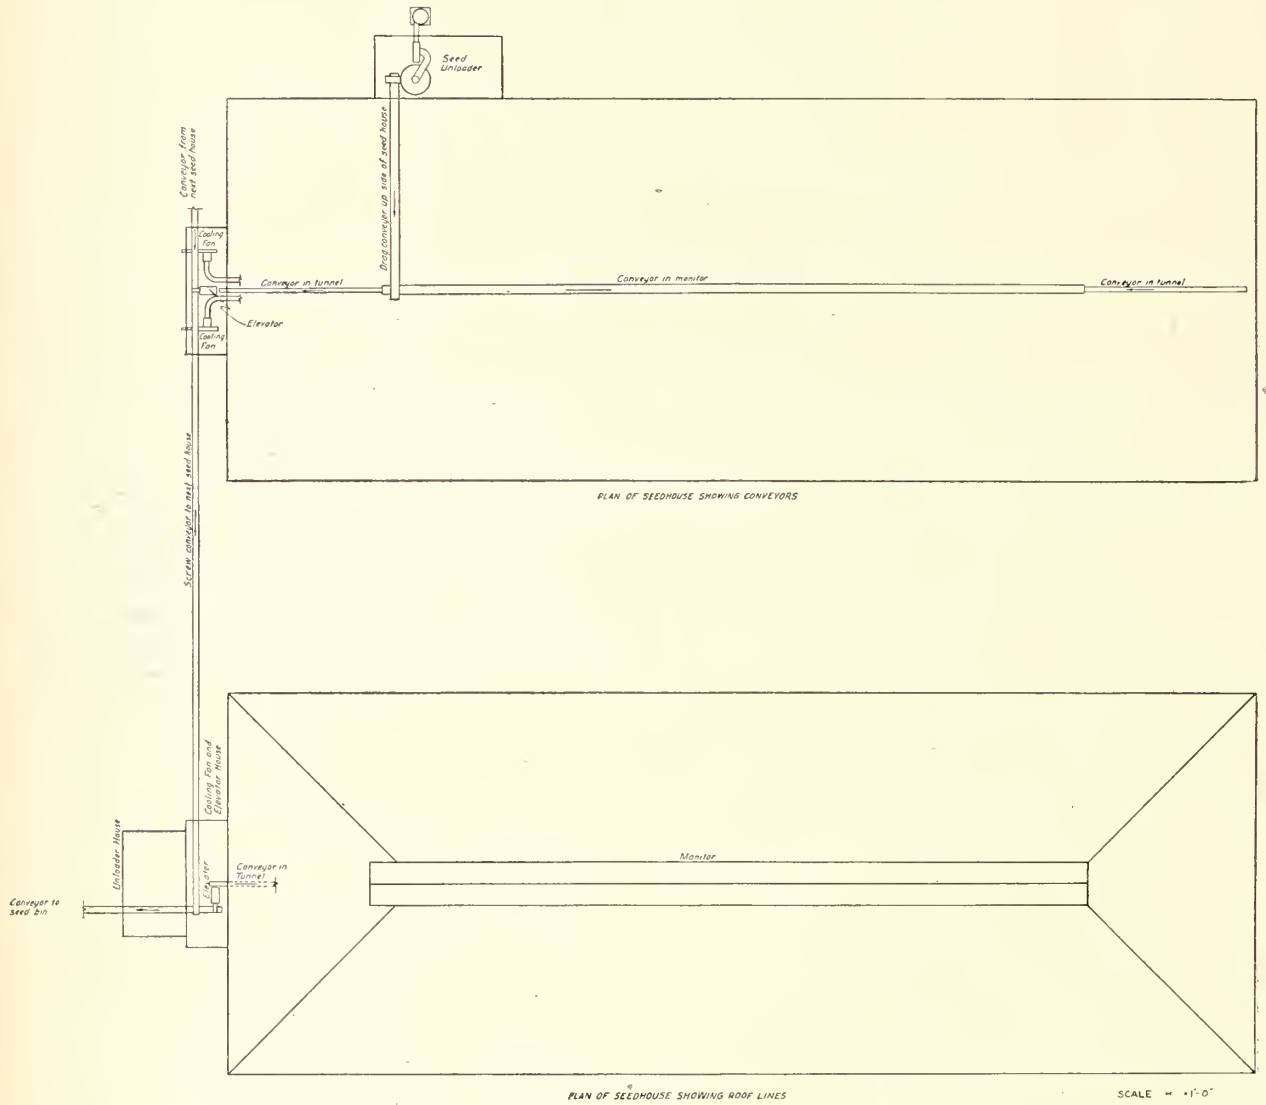 Seed
Unloader
Conveyor from
next seed house
Drag conveyor up side of seed house
Cooling
Fan
Conveyor in tunnel
Conveyor in monitor
Conveyor in tunnel
Elevator
Cooling
Fan
Screw conveyor to next seed house
PLAN OF SEEDHOUSE SHOWING CONVEYORS
Cooling Fan and
Elevator House
Unloader House
Monitor
Elevator
Conveyor in
Tunnel
Conveyor to
seed bin
PLAN OF SEEDHOUSE SHOWING ROOF LINES
SCALE = 1'-0"